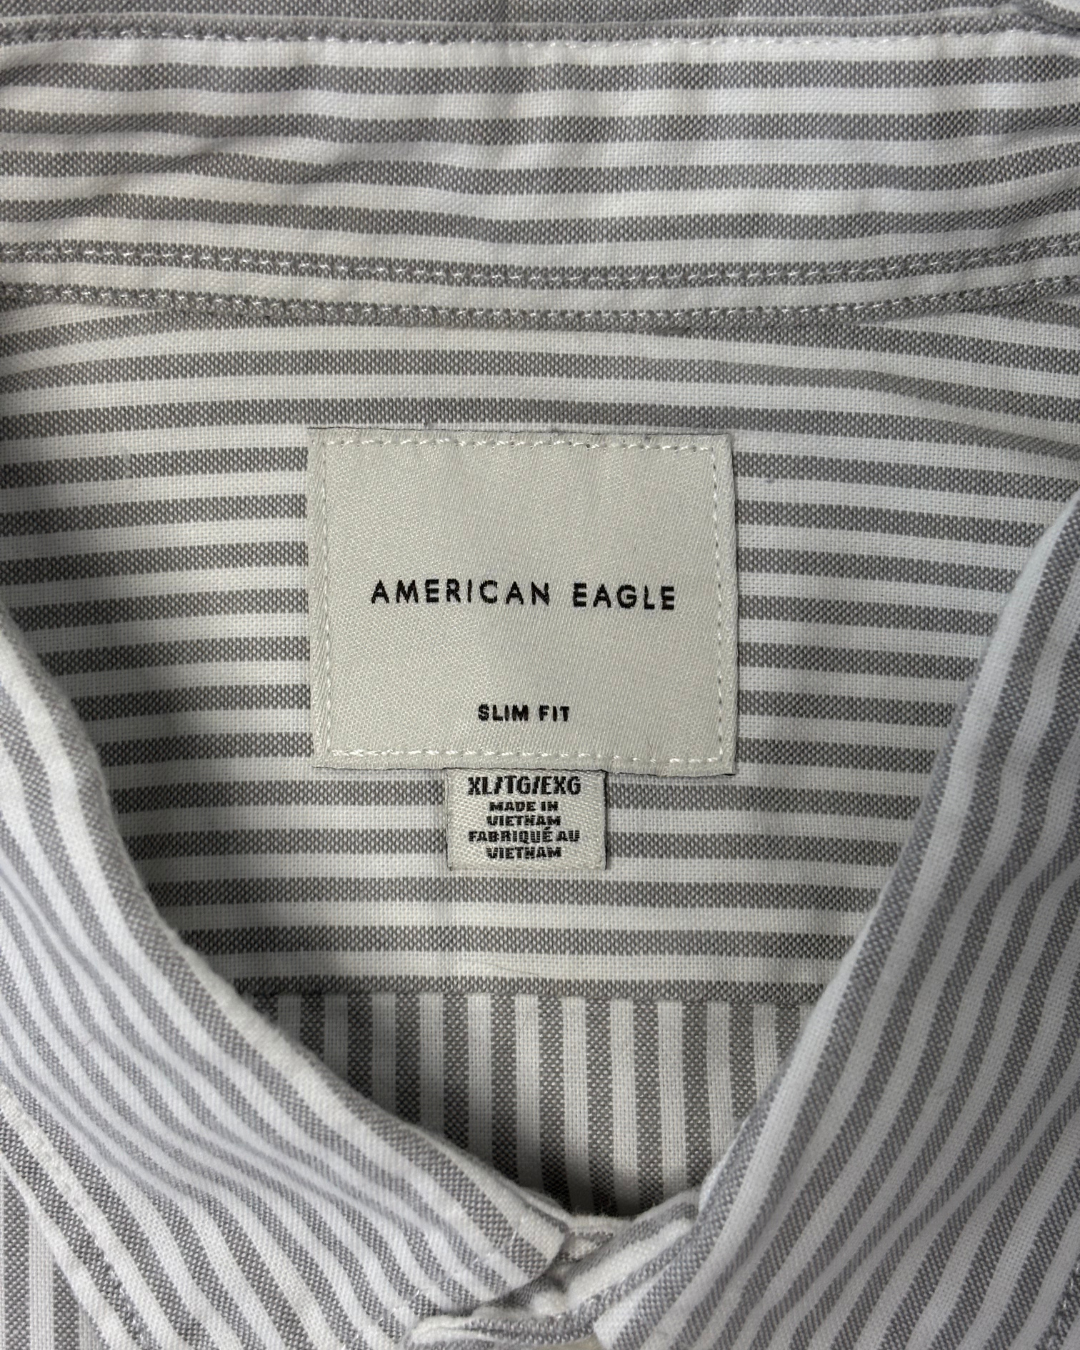 AMERICAN EAGLE
SLIM FIT
XL/TG/EXG
MADE IN
VIETNAM
FABRIQUÉ AU
VIETNAM